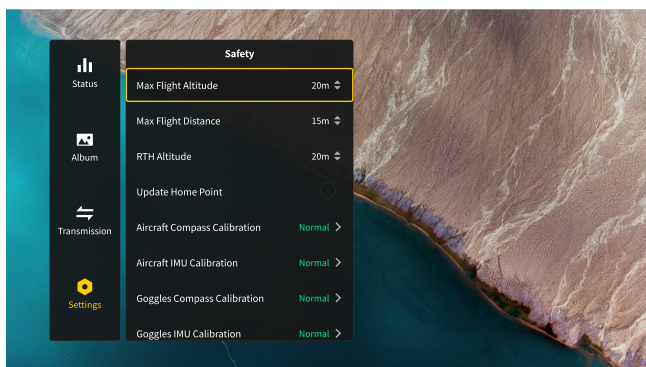 Safety
Status
Max Flight Altitude 20m
Max Flight Distance 15m
Album
RTH Altitude 20m
Update Home Point
Transmission
Aircraft Compass Calibration Normal
Aircraft IMU Calibration Normal
Settings
Goggles Compass Calibration Normal
Goggles IMU Calibration Normal